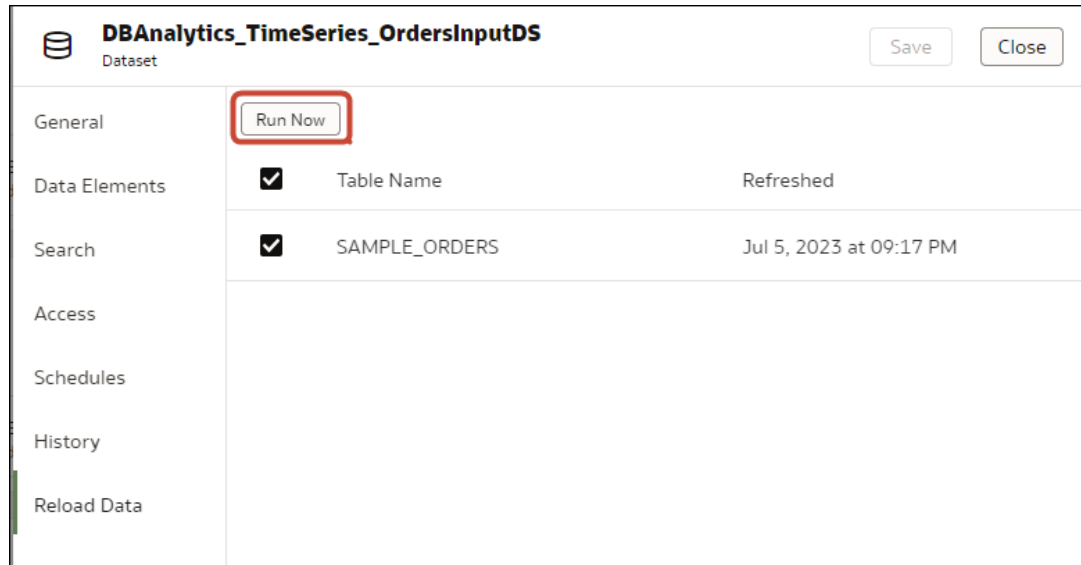 DBAnalytics_TimeSeries_OrdersInputDS
Dataset
Save
Close
General
Data Elements
Search
Access
Schedules
History
Reload Data
Run Now
Table Name
Refreshed
SAMPLE_ORDERS
Jul 5, 2023 at 09:17 PM